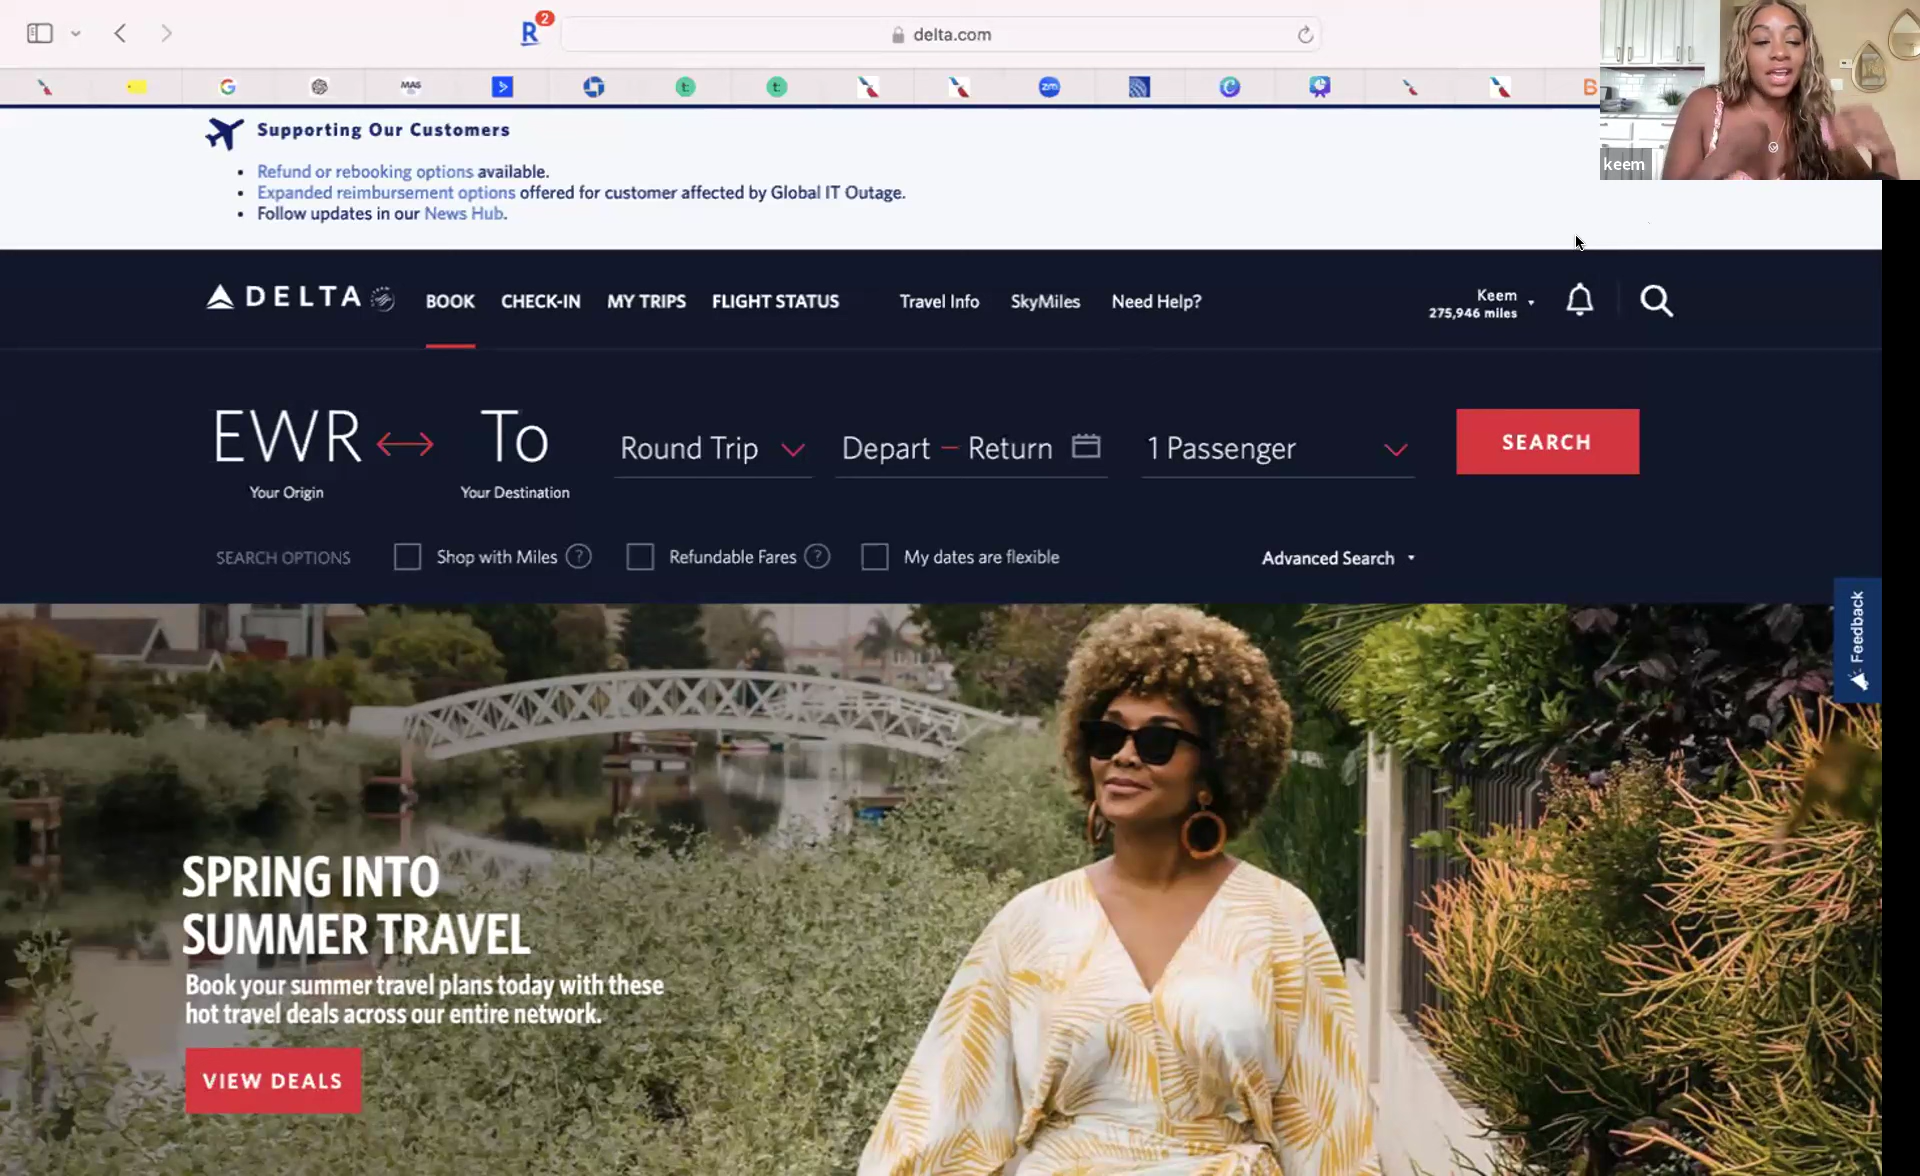 R 2
delta.com
MAS
zm
keem
Supporting Our Customers
• Refund or rebooking options available.
• Expanded reimbursement options offered for customer affected by Global IT Outage.
• Follow updates in our News Hub.
DELTA BOOK CHECK-IN MY TRIPS FLIGHT STATUS Travel Info SkyMiles Need Help?
Keem
275,946 miles
EWR To
Your Origin Your Destination
Round Trip Depart – Return 1 Passenger SEARCH
SEARCH OPTIONS Shop with Miles ? Refundable Fares ? My dates are flexible Advanced Search
Feedback
SPRING INTO
SUMMER TRAVEL
Book your summer travel plans today with these
hot travel deals across our entire network.
VIEW DEALS